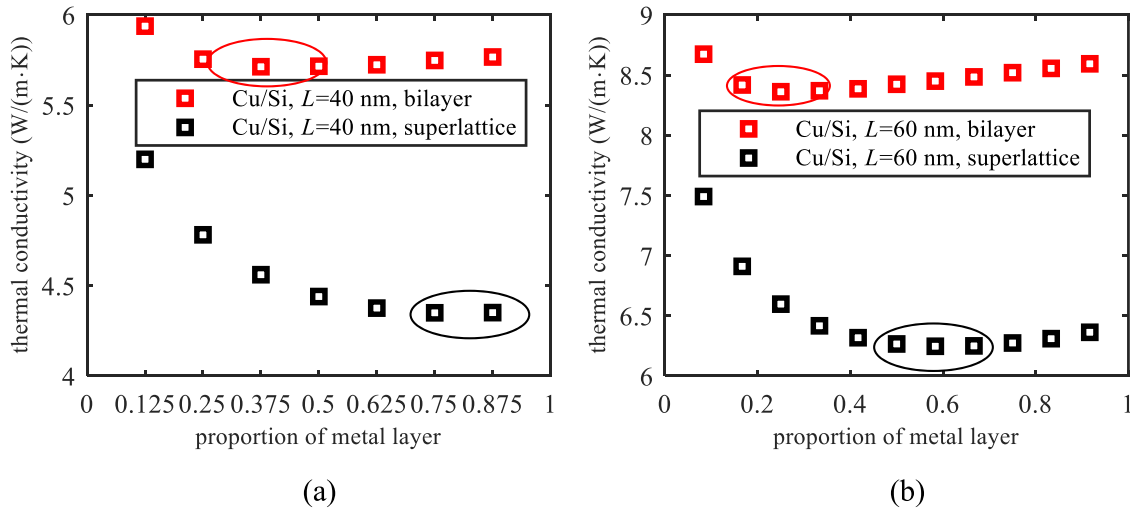 6
5.5
5
4.5
4
thermal conductivity (W/(m·K))
Cu/Si, L=40 nm, bilayer
Cu/Si, L=40 nm, superlattice
0 0.125 0.25 0.375 0.5 0.625 0.75 0.875 1
proportion of metal layer
(a)
9
8.5
8
7.5
7
6.5
6
thermal conductivity (W/(m·K))
Cu/Si, L=60 nm, bilayer
Cu/Si, L=60 nm, superlattice
0 0.2 0.4 0.6 0.8 1
proportion of metal layer
(b)